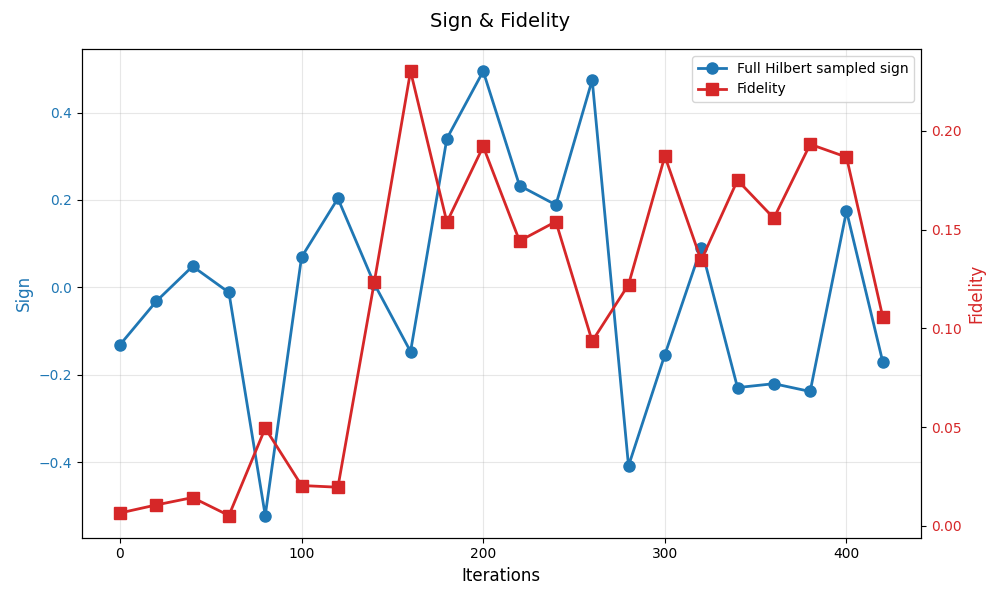 Sign & Fidelity
Full Hilbert sampled sign
Fidelity
0.4
0.2
0.0
−0.2
−0.4
Sign
0.20
0.15
0.10
0.05
0.00
Fidelity
0
100
200
300
400
Iterations